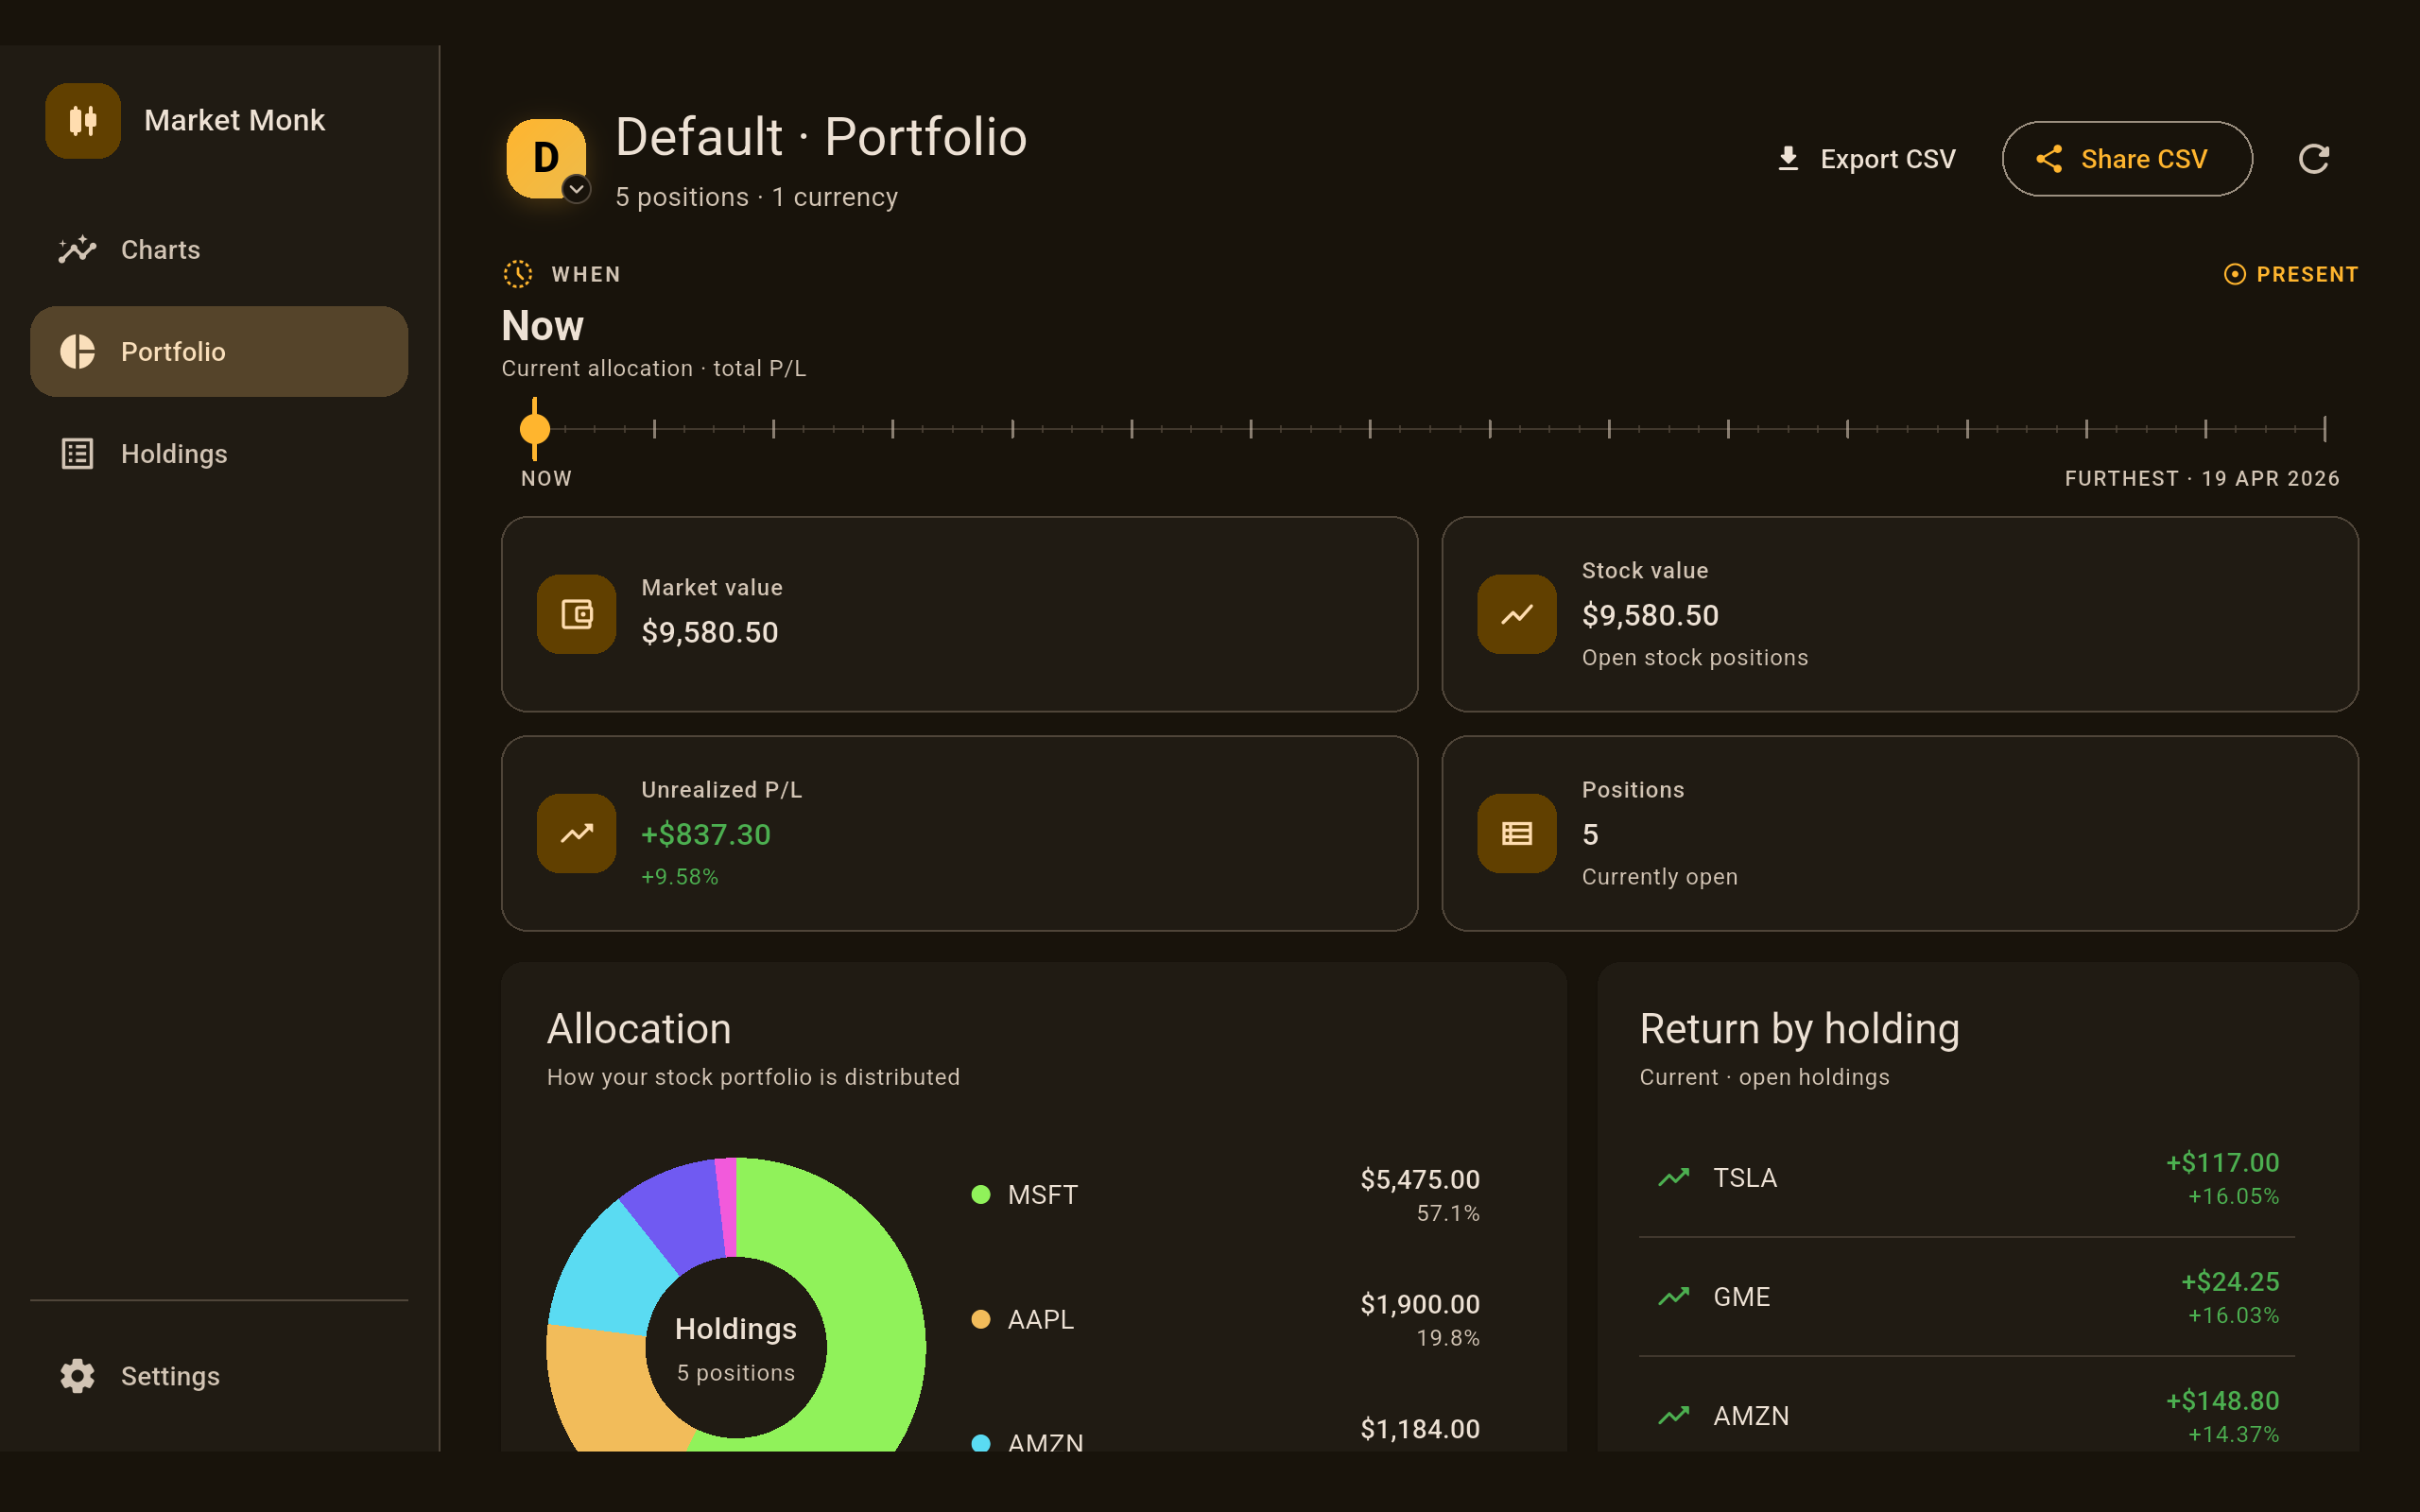 Market Monk
Charts
Portfolio
Holdings
Settings
D
Default · Portfolio
5 positions · 1 currency
Export CSV
Share CSV
WHEN
PRESENT
Now
Current allocation · total P/L
NOW
FURTHEST · 19 APR 2026
Market value
$9,580.50
Stock value
$9,580.50
Open stock positions
Unrealized P/L
+$837.30
+9.58%
Positions
5
Currently open
Allocation
How your stock portfolio is distributed
Holdings
5 positions
MSFT
$5,475.00
57.1%
AAPL
$1,900.00
19.8%
AMZN
$1,184.00
Return by holding
Current · open holdings
TSLA
+$117.00
+16.05%
GME
+$24.25
+16.03%
AMZN
+$148.80
+14.37%